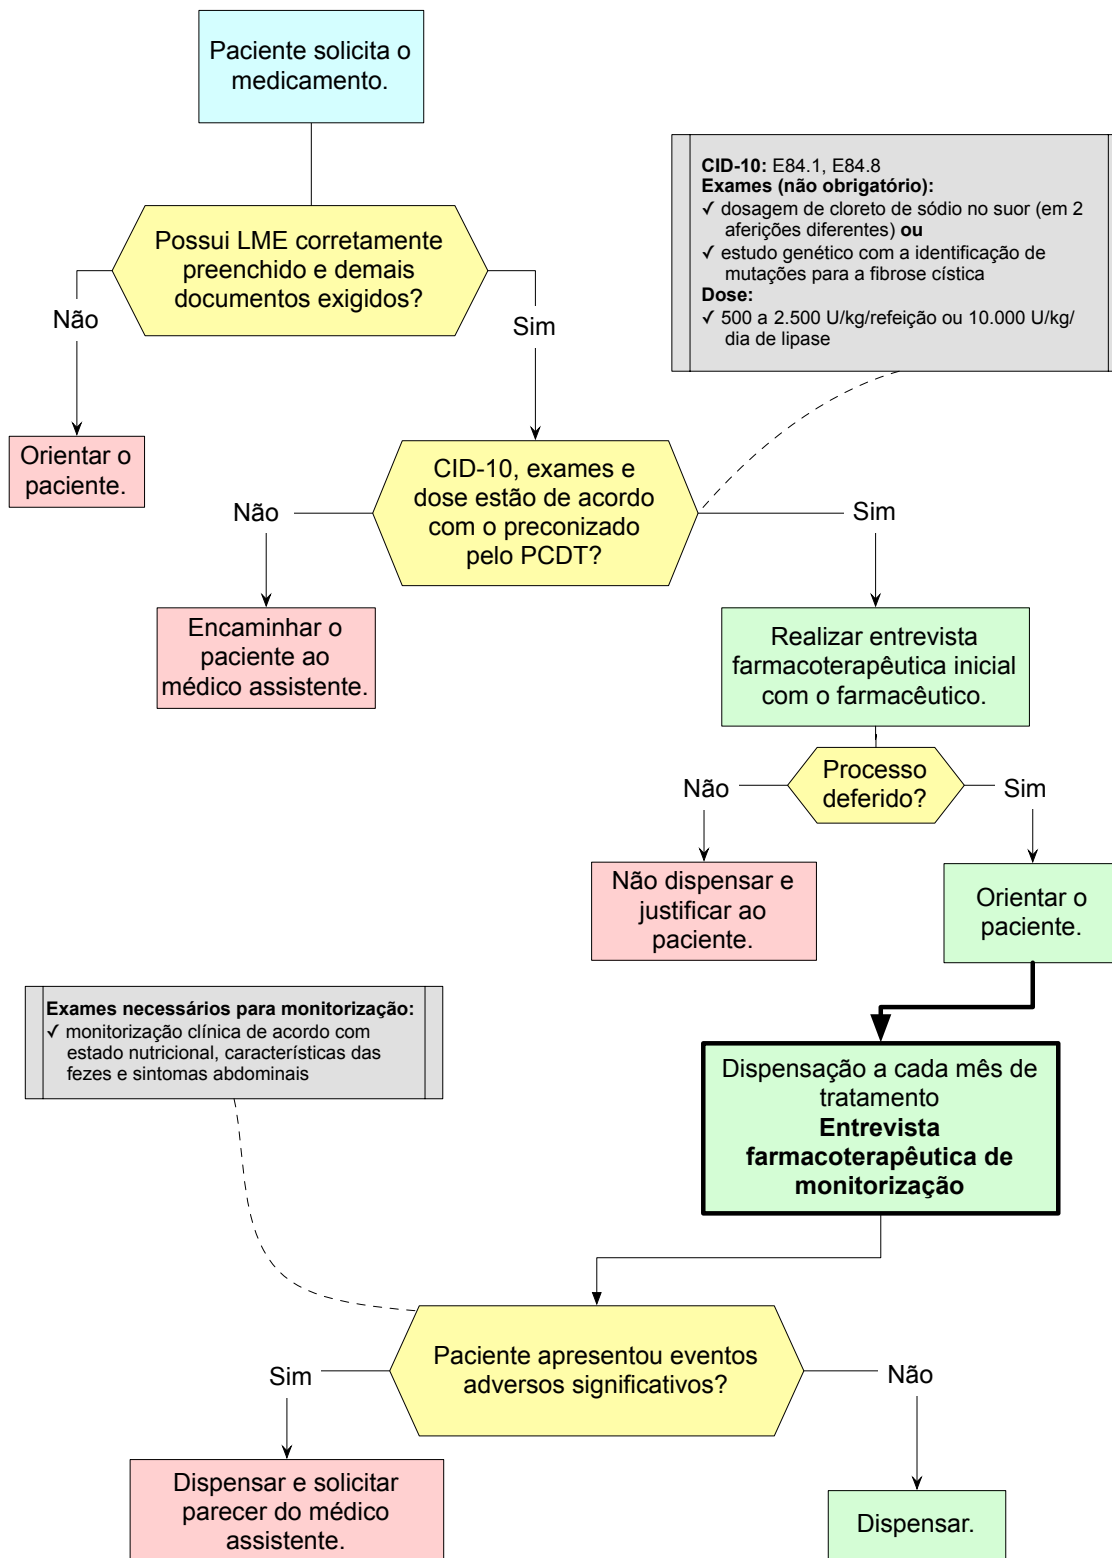 Paciente solicita o
medicamento.
CID-10: E84.1, E84.8
Exames (não obrigatório):
✓ dosagem de cloreto de sódio no suor (em 2
aferições diferentes) ou
✓ estudo genético com a identificação de
mutações para a fibrose cística
Dose:
✓ 500 a 2.500 U/kg/refeição ou 10.000 U/kg/
dia de lipase
Possui LME corretamente
preenchido e demais
documentos exigidos?
Não
Sim
Orientar o
paciente.
CID-10, exames e
dose estão de acordo
com o preconizado
pelo PCDT?
Não
Sim
Encaminhar o
paciente ao
médico assistente.
Realizar entrevista
farmacoterapêutica inicial
com o farmacêutico.
Processo
deferido?
Não
Sim
Não dispensar e
justificar ao
paciente.
Orientar o
paciente.
Exames necessários para monitorização:
✓ monitorização clínica de acordo com
estado nutricional, características das
fezes e sintomas abdominais
Dispensação a cada mês de
tratamento
Entrevista
farmacoterapêutica de
monitorização
Paciente apresentou eventos
adversos significativos?
Sim
Não
Dispensar e solicitar
parecer do médico
assistente.
Dispensar.